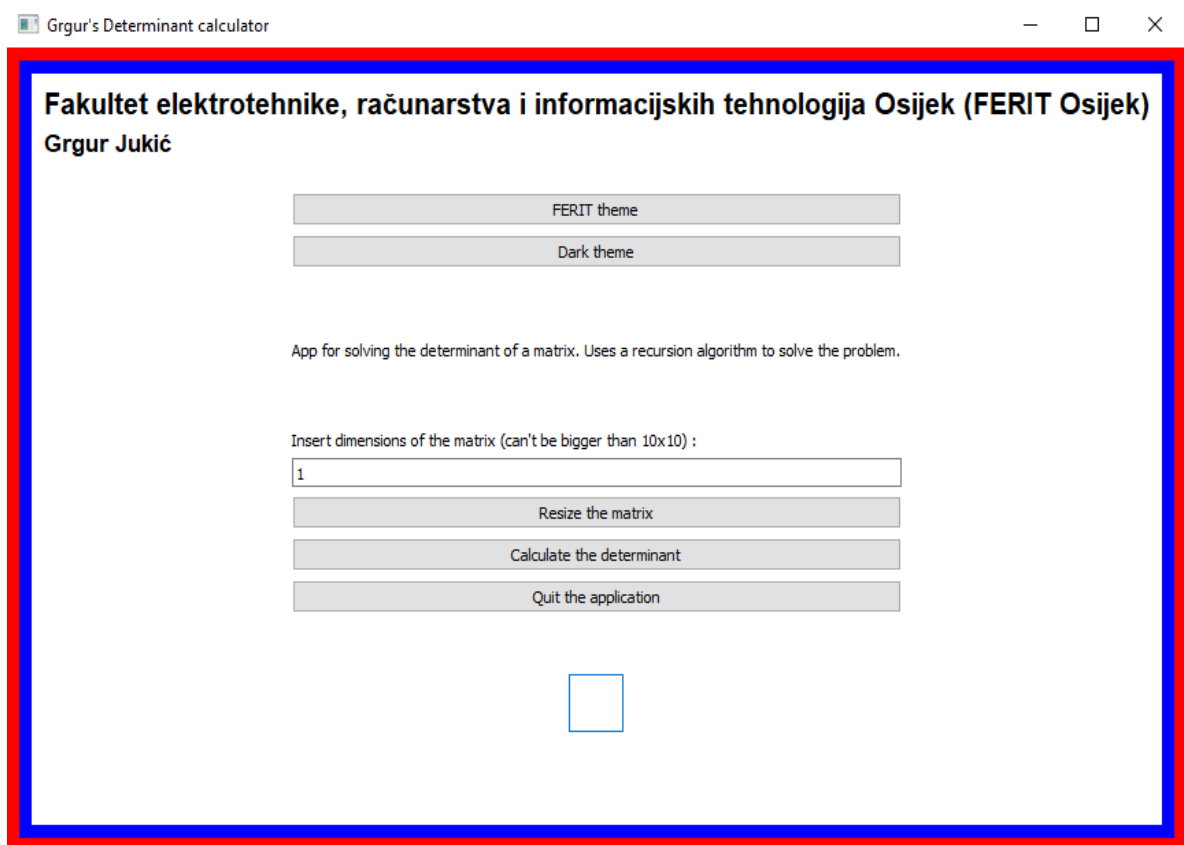 Grgur's Determinant calculator
Fakultet elektrotehnike, računarstva i informacijskih tehnologija Osijek (FERIT Osijek)
Grgur Jukić
FERIT theme
Dark theme
App for solving the determinant of a matrix. Uses a recursion algorithm to solve the problem.
Insert dimensions of the matrix (can't be bigger than 10x10) :
1
Resize the matrix
Calculate the determinant
Quit the application